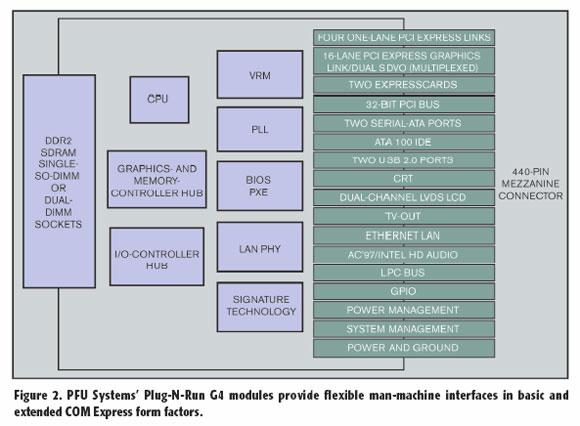 DDR2
SDRAM
SINGLE-
SO-DIMM
OR
DUAL-
DIMM
SOCKETS
CPU
GRAPHICS- AND
MEMORY-
CONTROLLER HUB
I/O-CONTROLLER
HUB
VRM
PLL
BIOS
PXE
LAN PHY
SIGNATURE
TECHNOLOGY
FOUR ONE-LANE PCI EXPRESS LINKS
16-LANE PCI EXPRESS GRAPHICS
LINK/DUAL SDVO (MULTIPLEXED)
TWO EXPRESSCARDS
32-BIT PCI BUS
TWO SERIAL-ATA PORTS
ATA 100 IDE
TWO USB 2.0 PORTS
CRT
DUAL-CHANNEL LVDS LCD
TV-OUT
ETHERNET LAN
AC'97/INTEL HD AUDIO
LPC BUS
GPIO
POWER MANAGEMENT
SYSTEM MANAGEMENT
POWER AND GROUND
440-PIN
MEZZANINE
CONNECTOR
Figure 2. PFU Systems' Plug-N-Run G4 modules provide flexible man-machine interfaces in basic and
extended COM Express form factors.